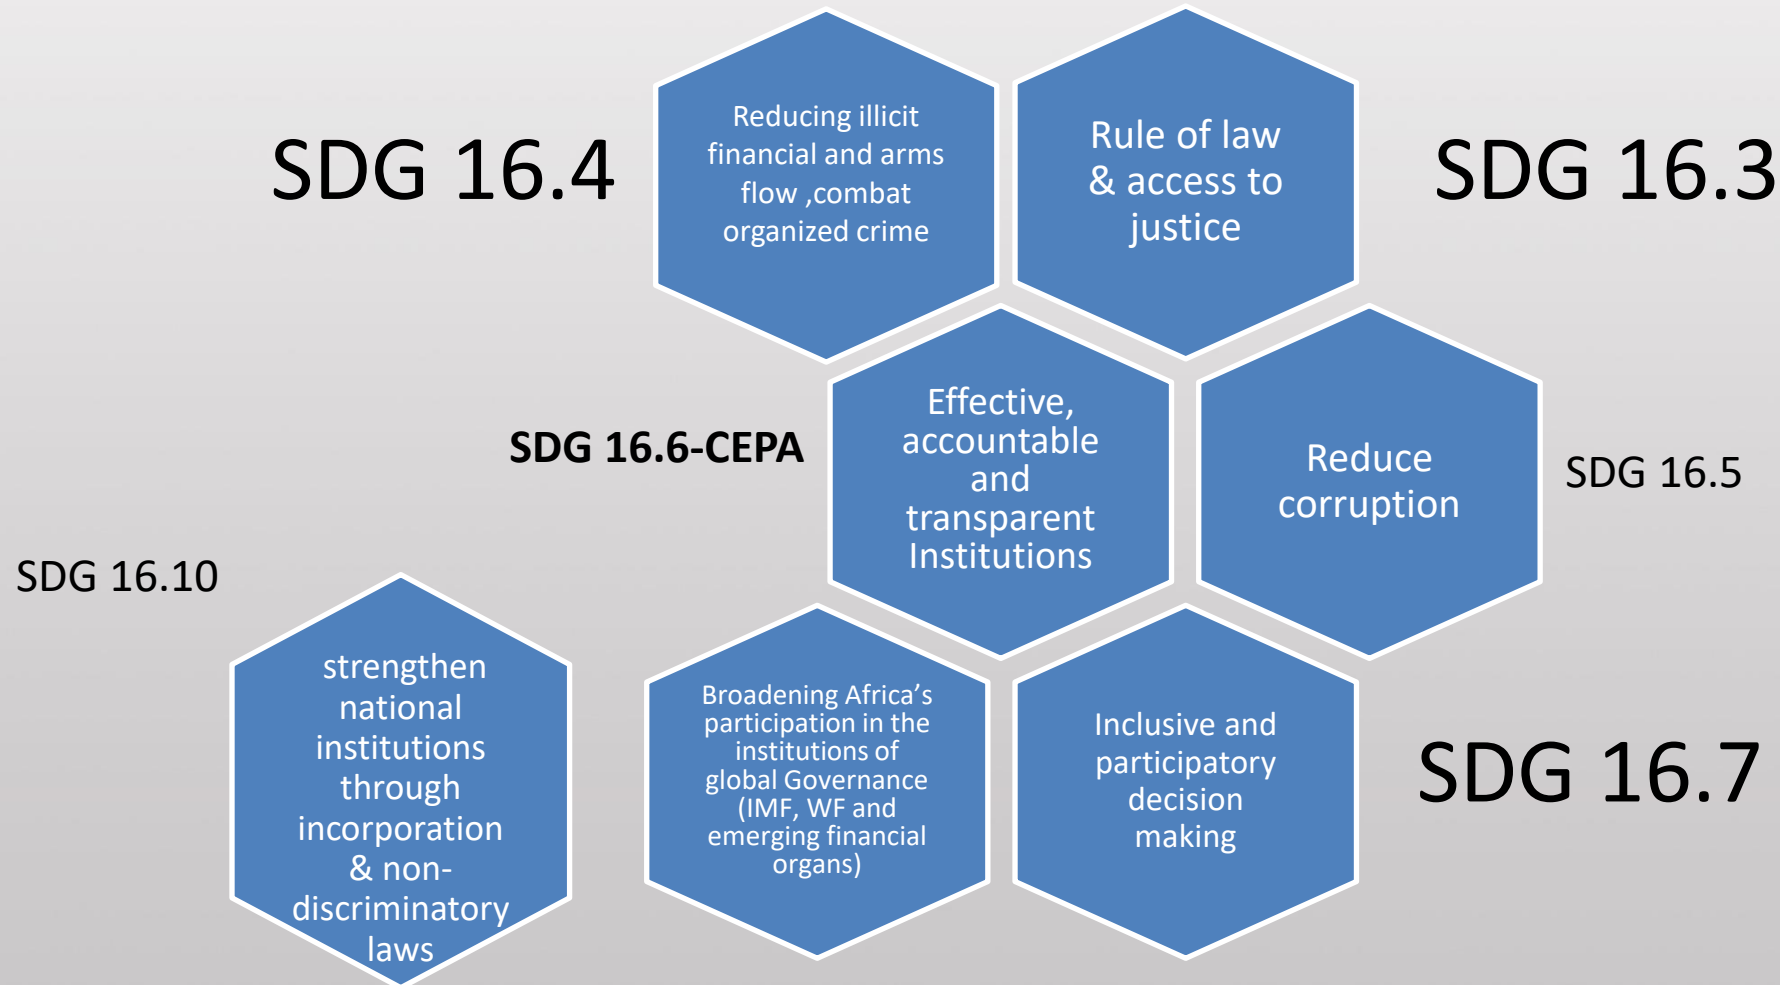 SDG 16.4
Reducing illicit
financial and arms
flow ,combat
organized crime
Rule of law
& access to
justice
SDG 16.3
SDG 16.6-CEPA
Effective,
accountable
and
transparent
Institutions
Reduce
corruption
SDG 16.5
SDG 16.10
strengthen
national
institutions
through
incorporation
& non-
discriminatory
laws
Broadening Africa’s
participation in the
institutions of
global Governance
(IMF, WF and
emerging financial
organs)
Inclusive and
participatory
decision
making
SDG 16.7